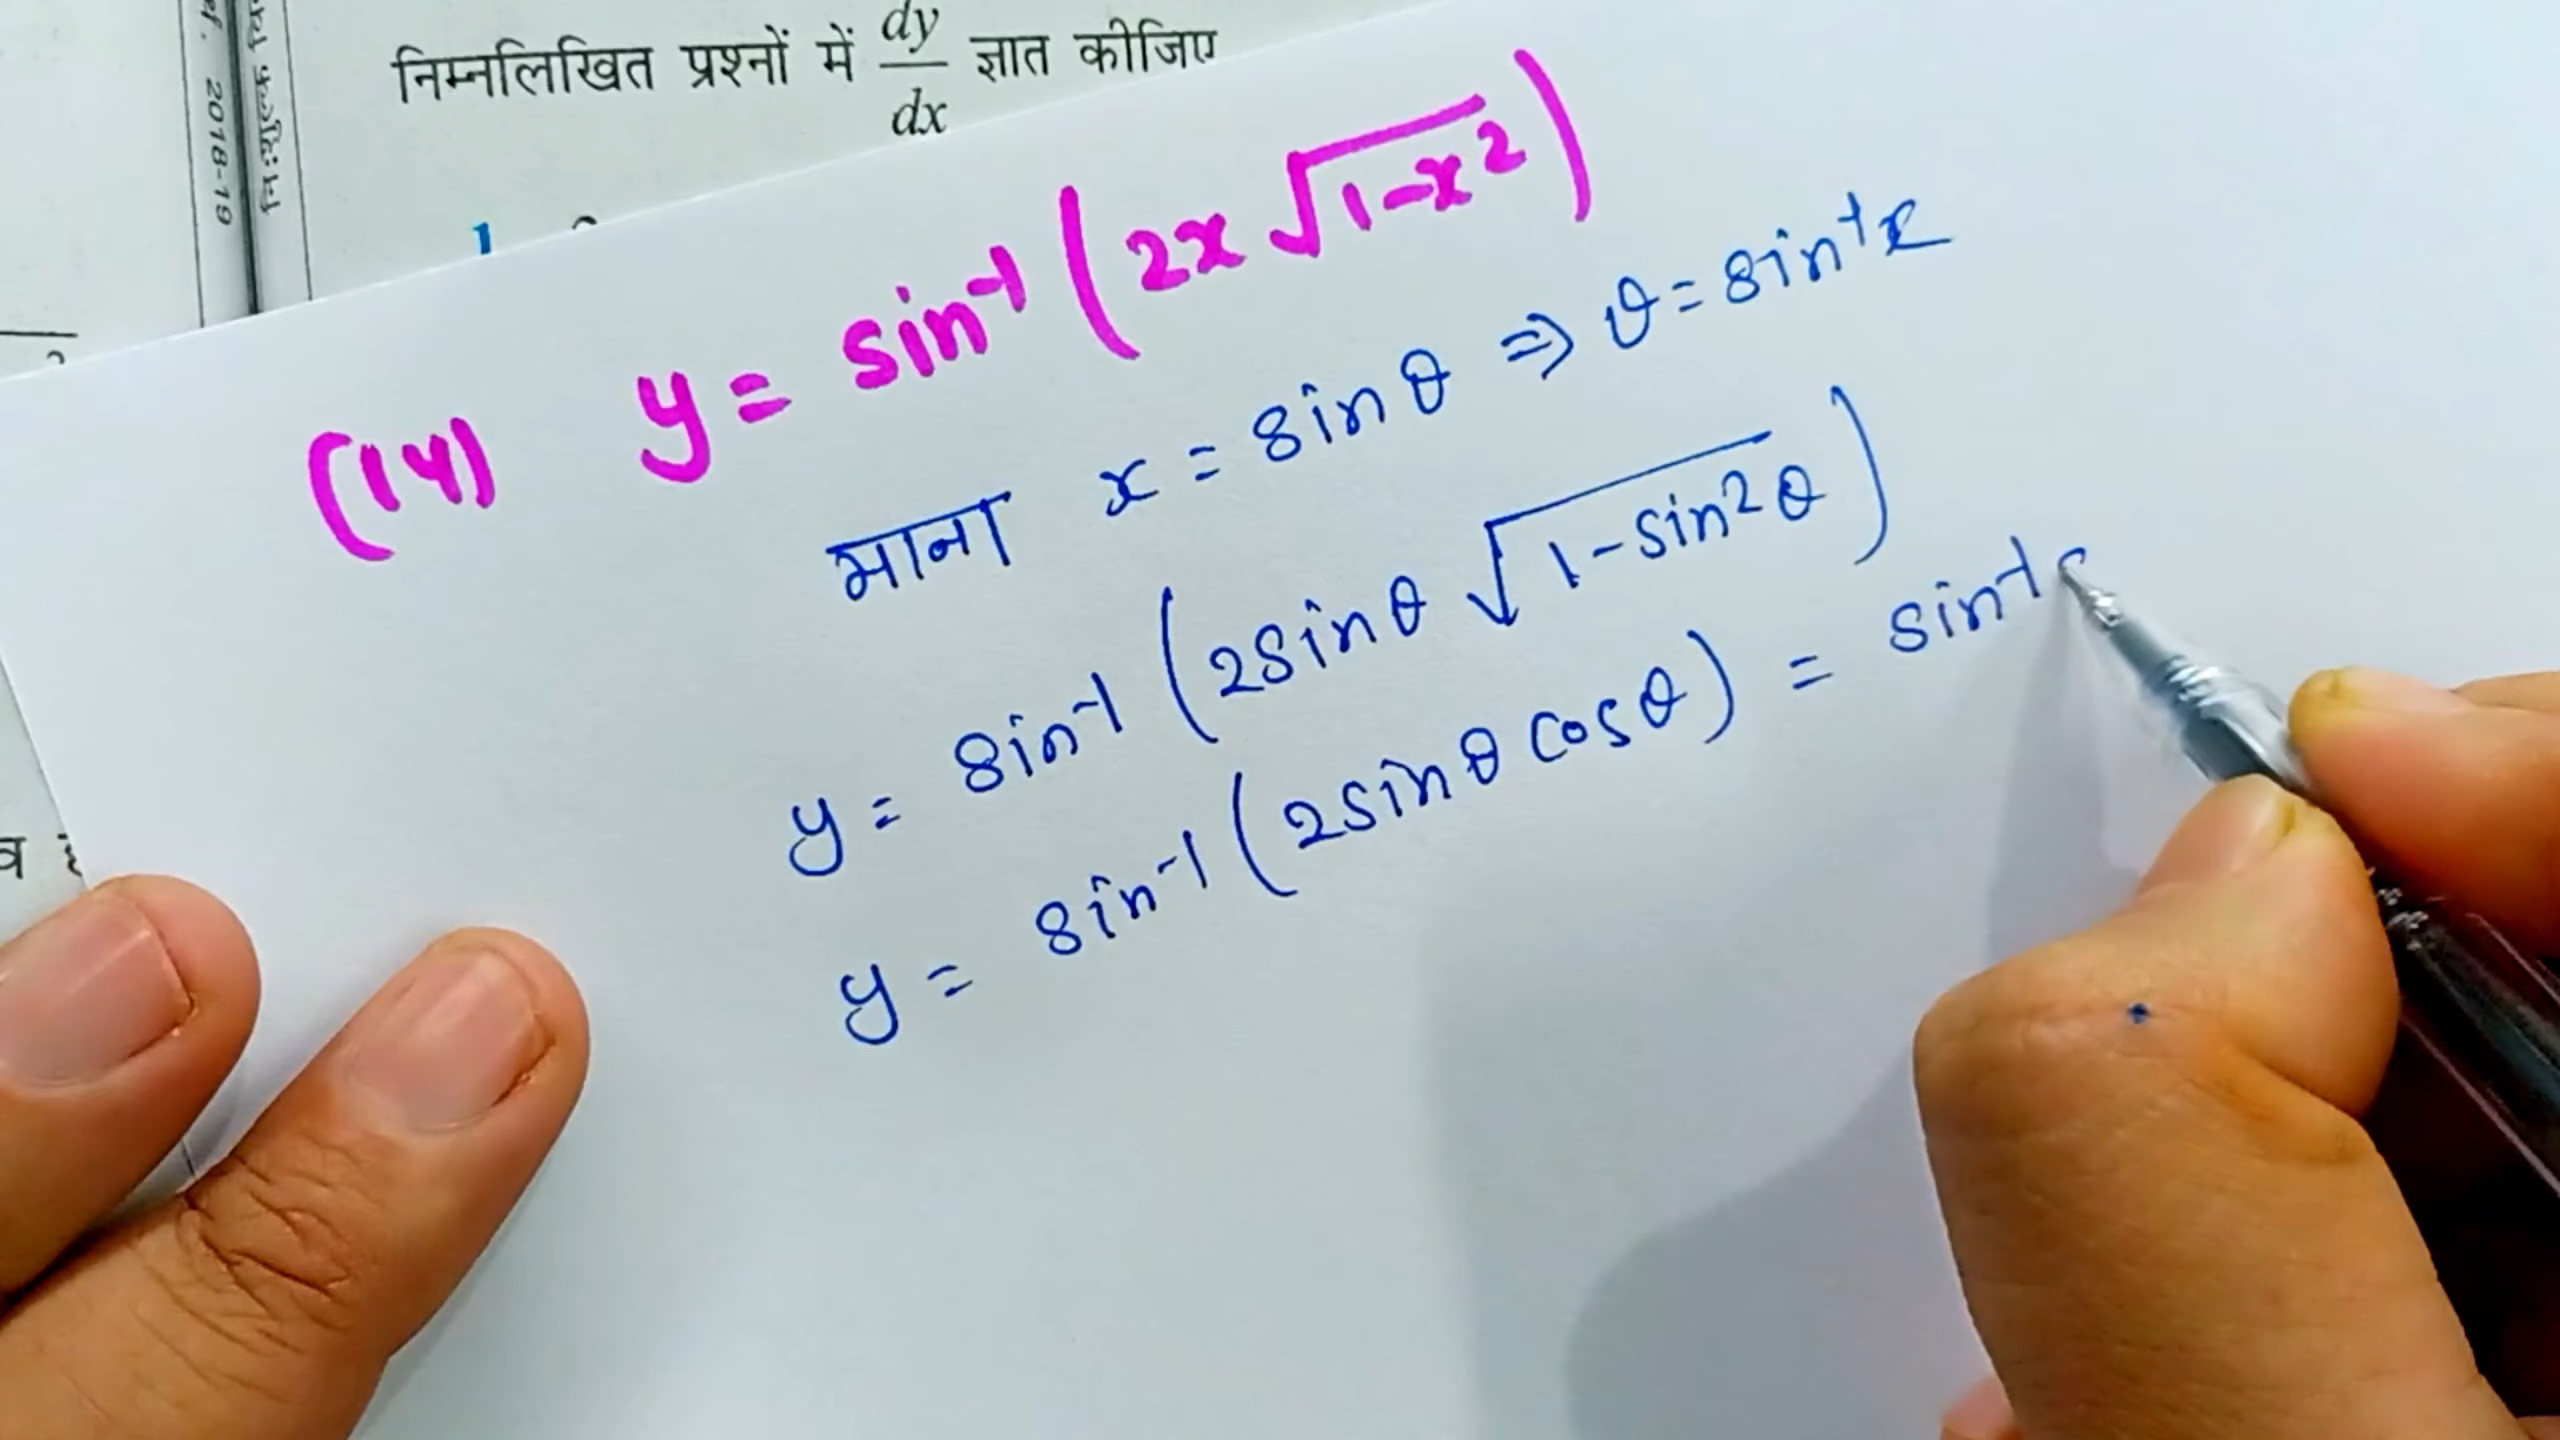 निम्नलिखित प्रश्नों में dy/dx ज्ञात कीजिए
2018-19
(14) y = sin⁻¹(2x√(1-x²))
माना x = sinθ ⇒ θ = sin⁻¹x
y = sin⁻¹(2sinθ√(1-sin²θ))
y = sin⁻¹(2sinθ cosθ) = sin⁻¹